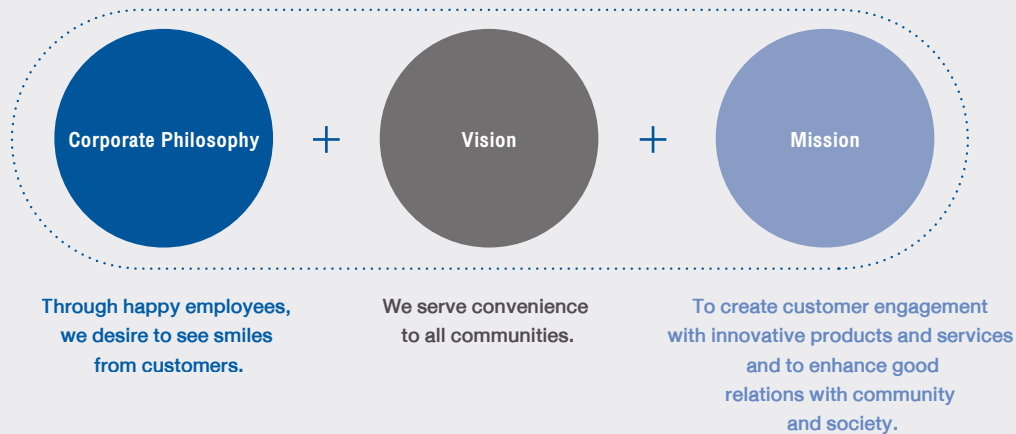 Corporate Philosophy
+
Vision
+
Mission
Through happy employees,
we desire to see smiles
from customers.
We serve convenience
to all communities.
To create customer engagement
with innovative products and services
and to enhance good
relations with community
and society.